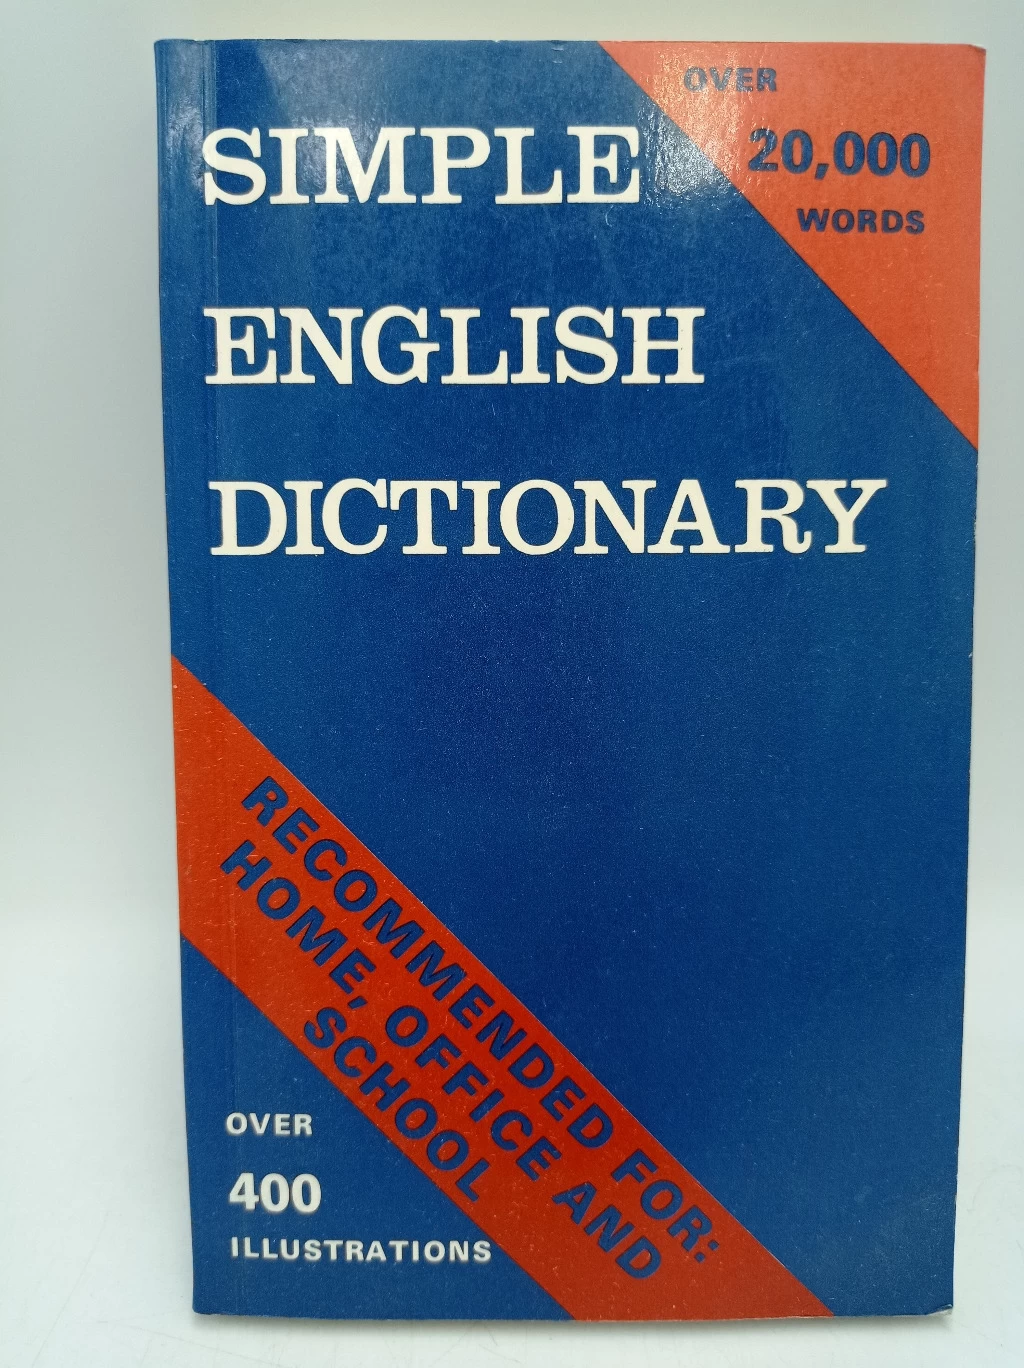 OVER
20,000
WORDS
SIMPLE
ENGLISH
DICTIONARY
RECOMMENDED FOR:
HOME, OFFICE AND
SCHOOL
OVER
400
ILLUSTRATIONS